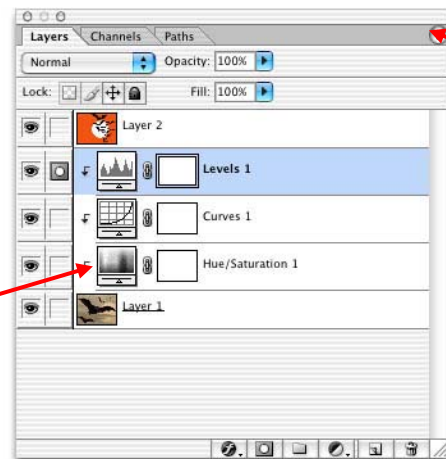 Layers Channels Paths
Normal Opacity: 100%
Lock: Fill: 100%
Layer 2
Levels 1
Curves 1
Hue/Saturation 1
Layer 1